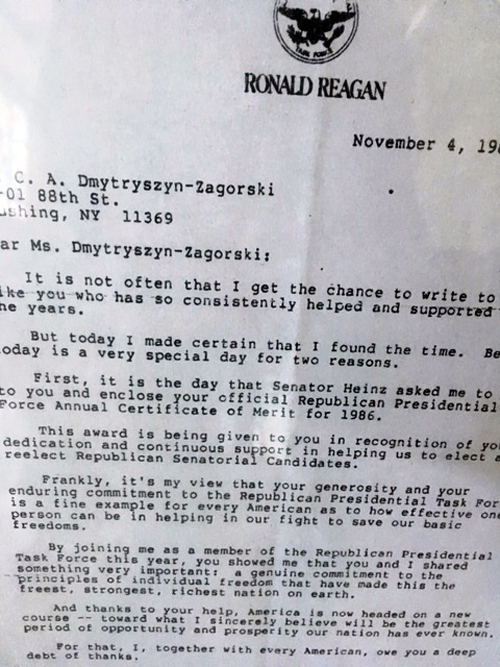 TASK FORCE
RONALD REAGAN
November 4, 198
C. A. Dmytryszyn-Zagorski
-01 88th St.
ushing, NY 11369
ar Ms. Dmytryszyn-Zagorski:
It is not often that I get the chance to write to
ike you who has so consistently helped and supported
he years.
But today I made certain that I found the time. Be
oday is a very special day for two reasons.
First, it is the day that Senator Heinz asked me to
to you and enclose your official Republican Presidential
Force Annual Certificate of Merit for 1986.
This award is being given to you in recognition of yo
dedication and continuous support in helping us to elect a
reelect Republican Senatorial Candidates.
Frankly, it's my view that your generosity and your
enduring commitment to the Republican Presidential Task For
is a fine example for every American as to how effective one
person can be in helping in our fight to save our basic
freedoms.
By joining me as a member of the Republican Presidential
Task Force this year, you showed me that you and I shared
something very important: a genuine commitment to the
principles of individual freedom that have made this the
freest, strongest, richest nation on earth.
And thanks to your help, America is now headed on a new
course -- toward what I sincerely believe will be the greatest
period of opportunity and prosperity our nation has ever known.
For that, I, together with every American, owe you a deep
debt of thanks.